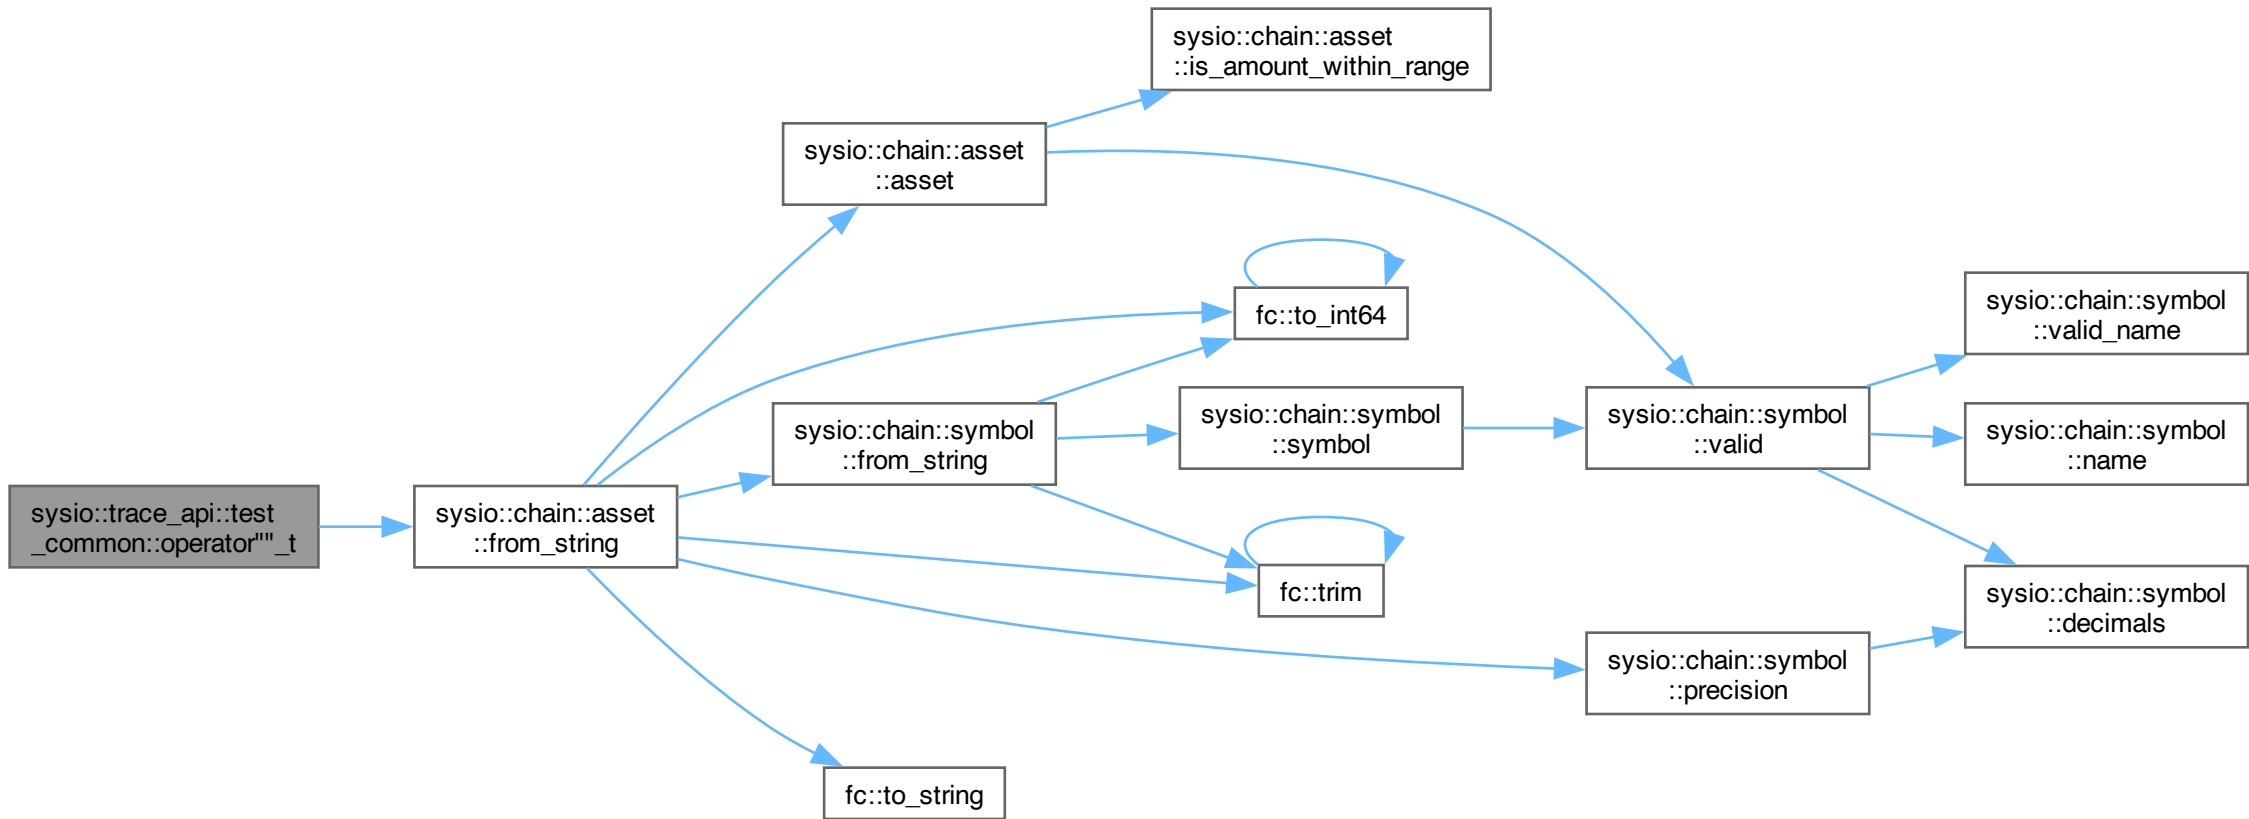 sysio::trace_api::test
_common::operator""_t
sysio::chain::asset
::from_string
sysio::chain::asset
::asset
sysio::chain::asset
::is_amount_within_range
fc::to_int64
sysio::chain::symbol
::from_string
sysio::chain::symbol
::symbol
fc::trim
sysio::chain::symbol
::valid
sysio::chain::symbol
::valid_name
sysio::chain::symbol
::name
sysio::chain::symbol
::decimals
sysio::chain::symbol
::precision
fc::to_string